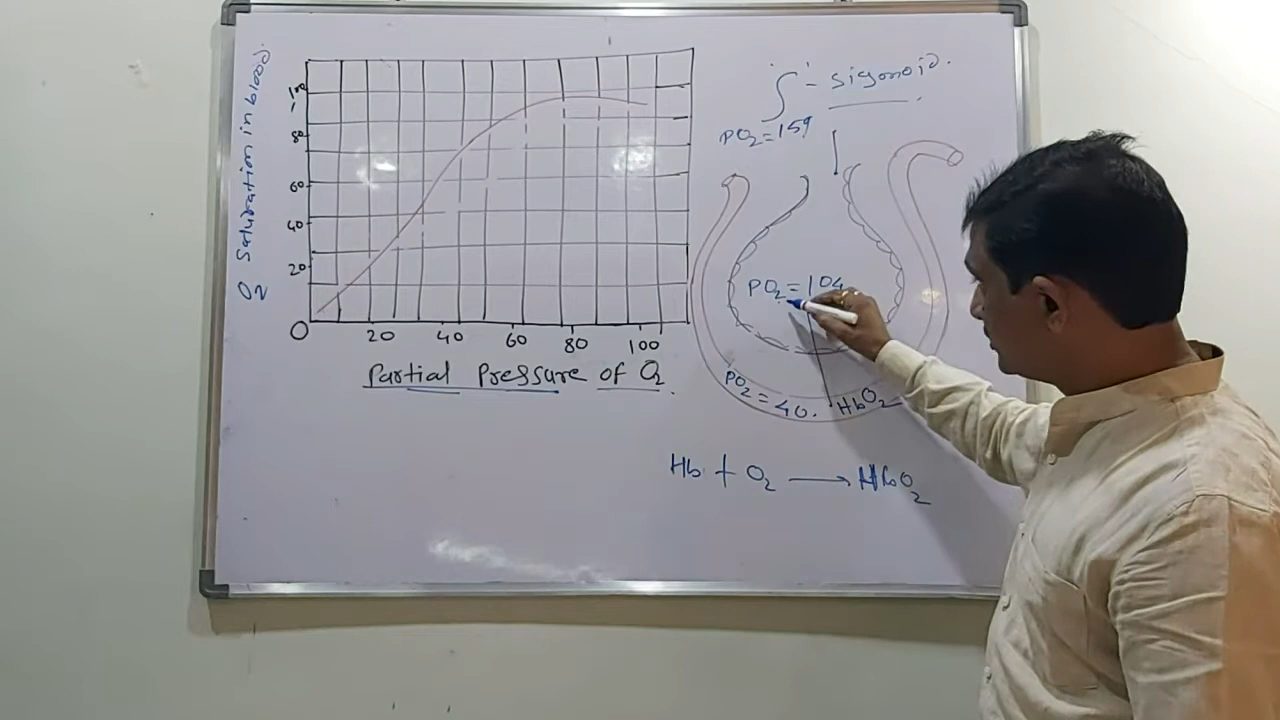 O2 Saturation in blood.
100
80
60
40
20
O
20 40 60 80 100
Partial Pressure of O2.
∫ - sigmoid.
PO2 = 159
PO2 = 104
PO2 = 40.
HbO2
Hb + O2 → HbO2